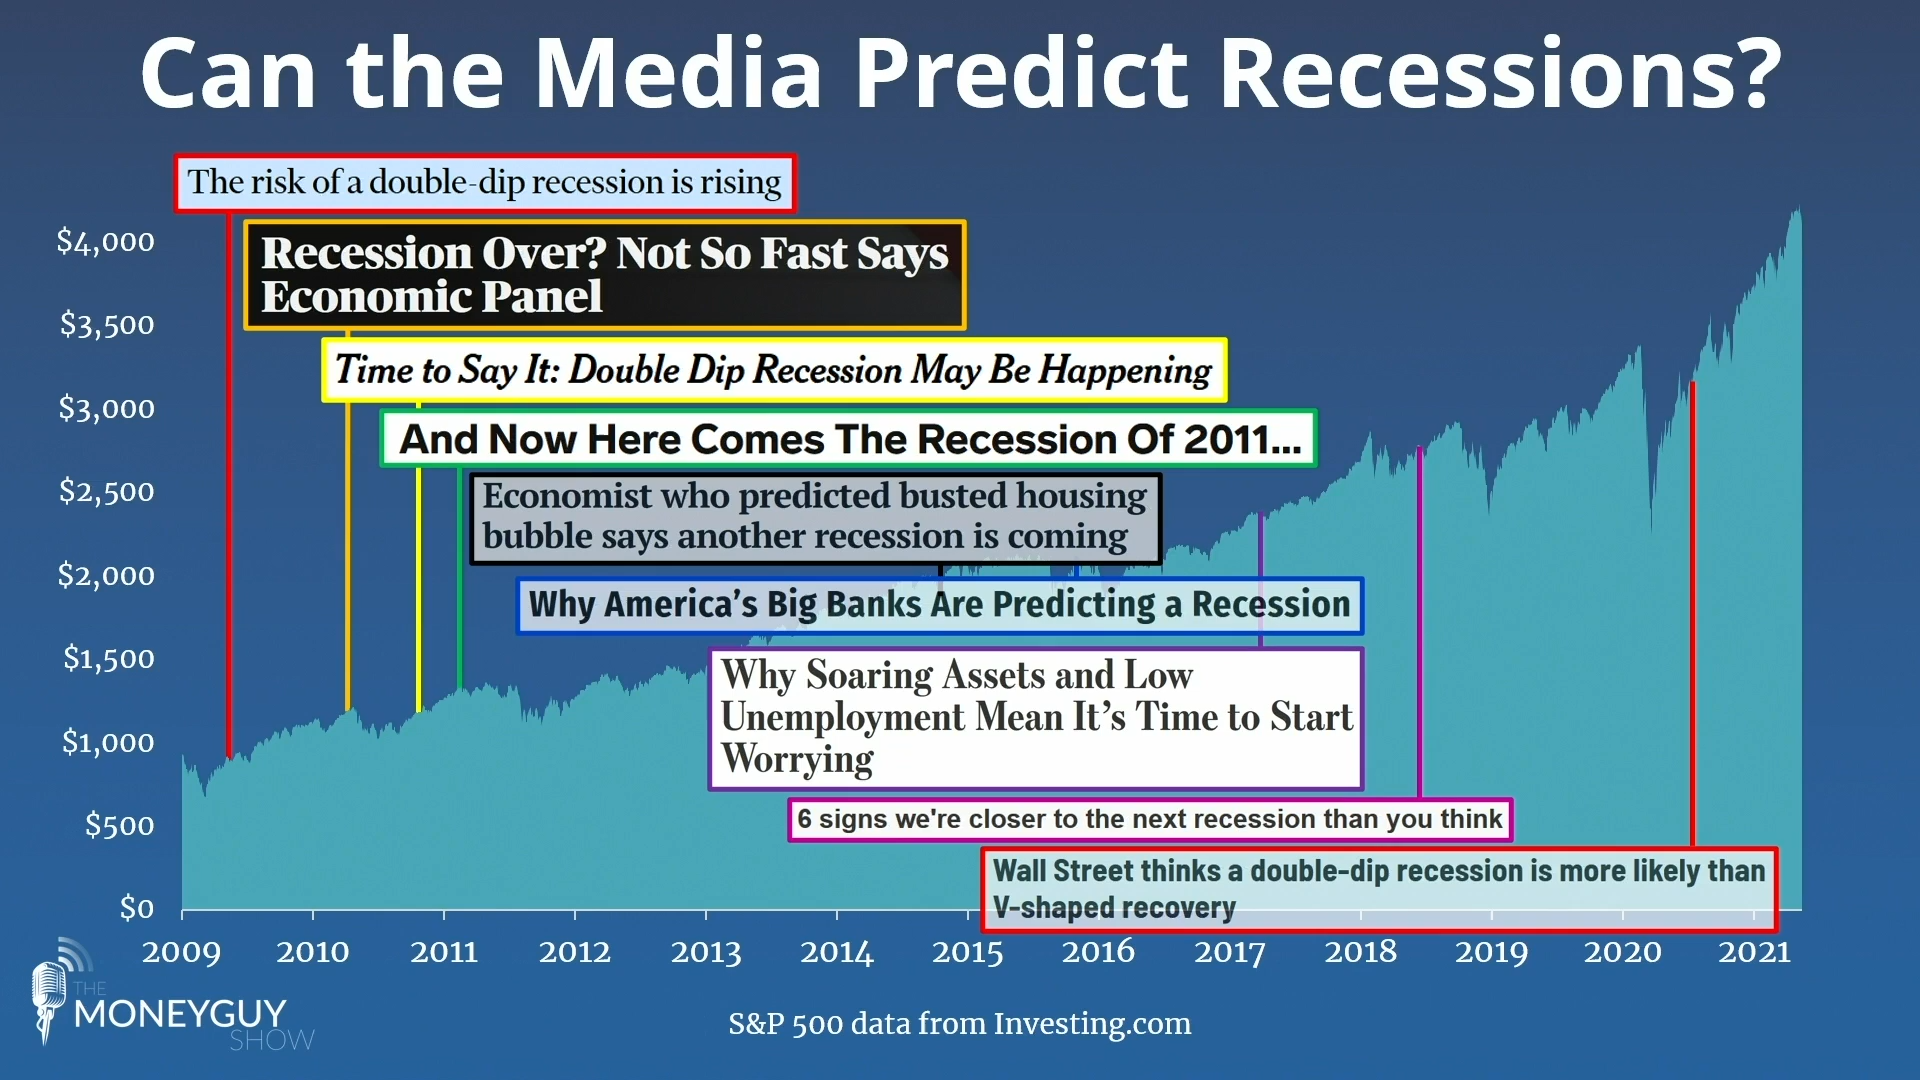 Can the Media Predict Recessions?
The risk of a double-dip recession is rising
Recession Over? Not So Fast Says
Economic Panel
Time to Say It: Double Dip Recession May Be Happening
And Now Here Comes The Recession Of 2011...
Economist who predicted busted housing
bubble says another recession is coming
Why America's Big Banks Are Predicting a Recession
Why Soaring Assets and Low
Unemployment Mean It's Time to Start
Worrying
6 signs we're closer to the next recession than you think
Wall Street thinks a double-dip recession is more likely than
V-shaped recovery
$4,000
$3,500
$3,000
$2,500
$2,000
$1,500
$1,000
$500
$0
2009 2010 2011 2012 2013 2014 2015 2016 2017 2018 2019 2020 2021
THE
MONEYGUY
SHOW
S&P 500 data from Investing.com